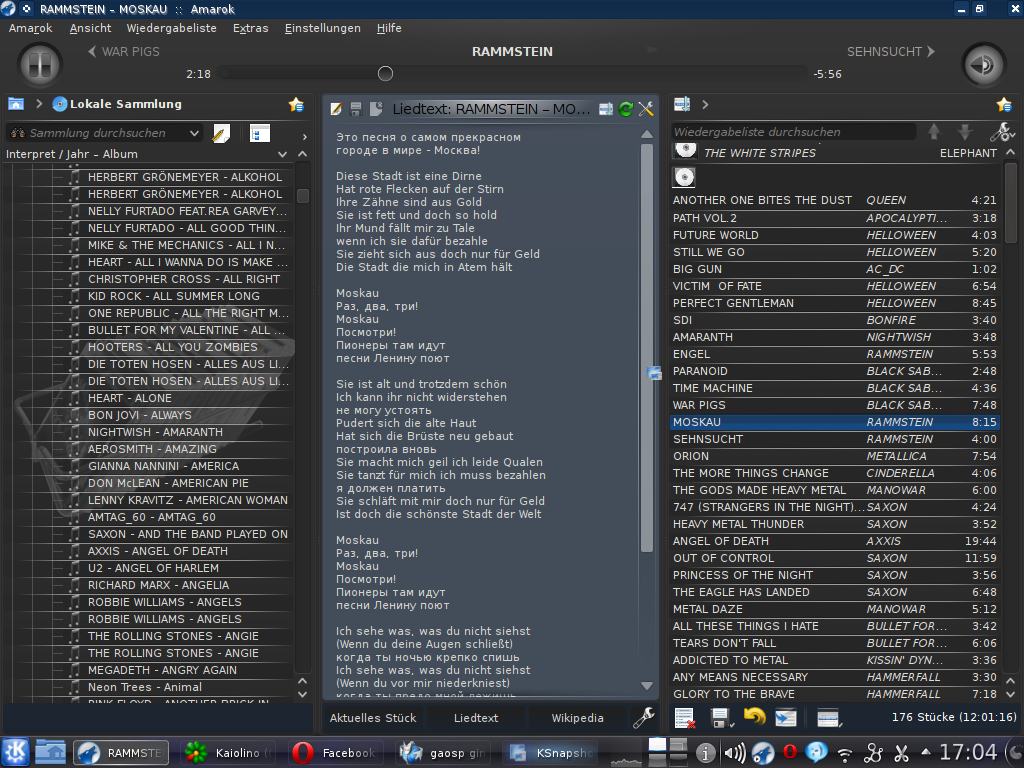 RAMMSTEIN – MOSKAU :: Amarok
Amarok Ansicht Wiedergabeliste Extras Einstellungen Hilfe
WAR PIGS RAMMSTEIN SEHNSUCHT
2:18 -5:56
Lokale Sammlung
Sammlung durchsuchen
Interpret / Jahr – Album
HERBERT GRÖNEMEYER - ALKOHOL
HERBERT GRÖNEMEYER - ALKOHOL
NELLY FURTADO FEAT.REA GARVEY...
NELLY FURTADO - ALL GOOD THIN...
MIKE & THE MECHANICS - ALL I N...
HEART - ALL I WANNA DO IS MAKE ...
CHRISTOPHER CROSS - ALL RIGHT
KID ROCK - ALL SUMMER LONG
ONE REPUBLIC - ALL THE RIGHT M...
BULLET FOR MY VALENTINE - ALL ...
HOOTERS - ALL YOU ZOMBIES
DIE TOTEN HOSEN - ALLES AUS LI...
DIE TOTEN HOSEN - ALLES AUS LI...
HEART - ALONE
BON JOVI - ALWAYS
NIGHTWISH - AMARANTH
AEROSMITH - AMAZING
GIANNA NANNINI - AMERICA
DON McLEAN - AMERICAN PIE
LENNY KRAVITZ - AMERICAN WOMAN
AMTAG_60 - AMTAG_60
SAXON - AND THE BAND PLAYED ON
AXXIS - ANGEL OF DEATH
U2 - ANGEL OF HARLEM
RICHARD MARX - ANGELIA
ROBBIE WILLIAMS - ANGELS
ROBBIE WILLIAMS - ANGELS
THE ROLLING STONES - ANGIE
THE ROLLING STONES - ANGIE
MEGADETH - ANGRY AGAIN
Neon Trees - Animal
PINK FLOYD - ANOTHER BRICK IN
Liedtext: RAMMSTEIN – MO...
Это песня о самом прекрасном
городе в мире - Москва!
Diese Stadt ist eine Dirne
Hat rote Flecken auf der Stirn
Ihre Zähne sind aus Gold
Sie ist fett und doch so hold
Ihr Mund fällt mir zu Tale
wenn ich sie dafür bezahle
Sie zieht sich aus doch nur für Geld
Die Stadt die mich in Atem hält
Moskau
Раз, два, три!
Moskau
Посмотри!
Пионеры там идут
песни Ленину поют
Sie ist alt und trotzdem schön
Ich kann ihr nicht widerstehen
не могу устоять
Pudert sich die alte Haut
Hat sich die Brüste neu gebaut
построила вновь
Sie macht mich geil ich leide Qualen
Sie tanzt für mich ich muss bezahlen
я должен платить
Sie schläft mit mir doch nur für Geld
Ist doch die schönste Stadt der Welt
Moskau
Раз, два, три!
Moskau
Посмотри!
Пионеры там идут
песни Ленину поют
Ich sehe was, was du nicht siehst
(Wenn du deine Augen schließt)
когда ты ночью крепко спишь
Ich sehe was, was du nicht siehst
(Wenn du vor mir niederkniest)
когда ты предо мной лежишь
Aktuelles Stück Liedtext Wikipedia
Wiedergabeliste durchsuchen
THE WHITE STRIPES ELEPHANT
ANOTHER ONE BITES THE DUST QUEEN 4:21
PATH VOL.2 APOCALYPTI... 3:18
FUTURE WORLD HELLOWEEN 4:03
STILL WE GO HELLOWEEN 5:20
BIG GUN AC_DC 1:02
VICTIM OF FATE HELLOWEEN 6:54
PERFECT GENTLEMAN HELLOWEEN 8:45
SDI BONFIRE 3:40
AMARANTH NIGHTWISH 3:48
ENGEL RAMMSTEIN 5:53
PARANOID BLACK SAB... 2:48
TIME MACHINE BLACK SAB... 4:36
WAR PIGS BLACK SAB... 7:48
MOSKAU RAMMSTEIN 8:15
SEHNSUCHT RAMMSTEIN 4:00
ORION METALLICA 7:54
THE MORE THINGS CHANGE CINDERELLA 4:06
THE GODS MADE HEAVY METAL MANOWAR 6:00
747 (STRANGERS IN THE NIGHT)... SAXON 4:24
HEAVY METAL THUNDER SAXON 3:52
ANGEL OF DEATH AXXIS 19:44
OUT OF CONTROL SAXON 11:59
PRINCESS OF THE NIGHT SAXON 3:56
THE EAGLE HAS LANDED SAXON 6:48
METAL DAZE MANOWAR 5:12
ALL THESE THINGS I HATE BULLET FOR... 3:42
TEARS DON'T FALL BULLET FOR... 6:06
ADDICTED TO METAL KISSIN' DYN... 3:36
ANY MEANS NECESSARY HAMMERFALL 3:30
GLORY TO THE BRAVE HAMMERFALL 7:18
176 Stücke (12:01:16)
RAMMSTE Kaiolino ( Facebook gaosp gin KSnapsh 17:04